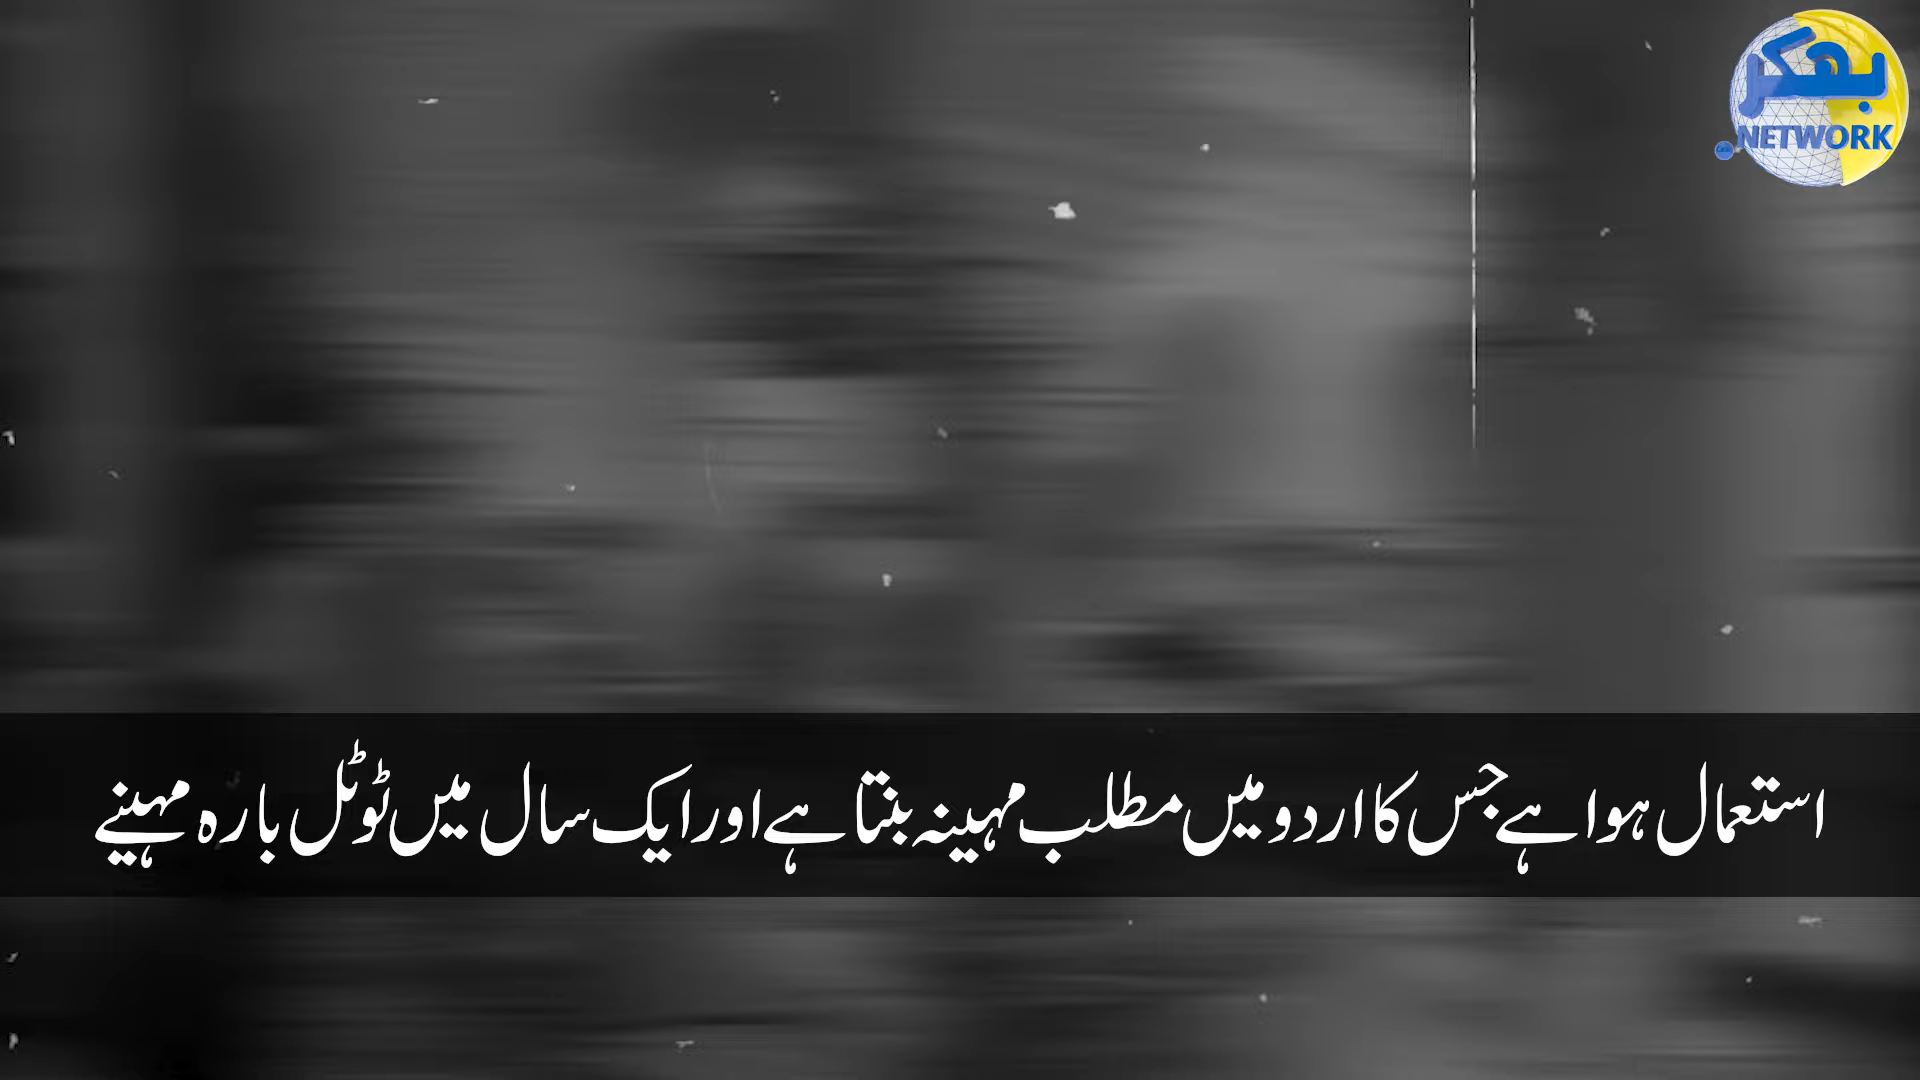 بھکر
NETWORK
استعمال ہوا ہے جس کا اردو میں مطلب مہینہ بنتا ہے اور ایک سال میں ٹوٹل بارہ مہینے